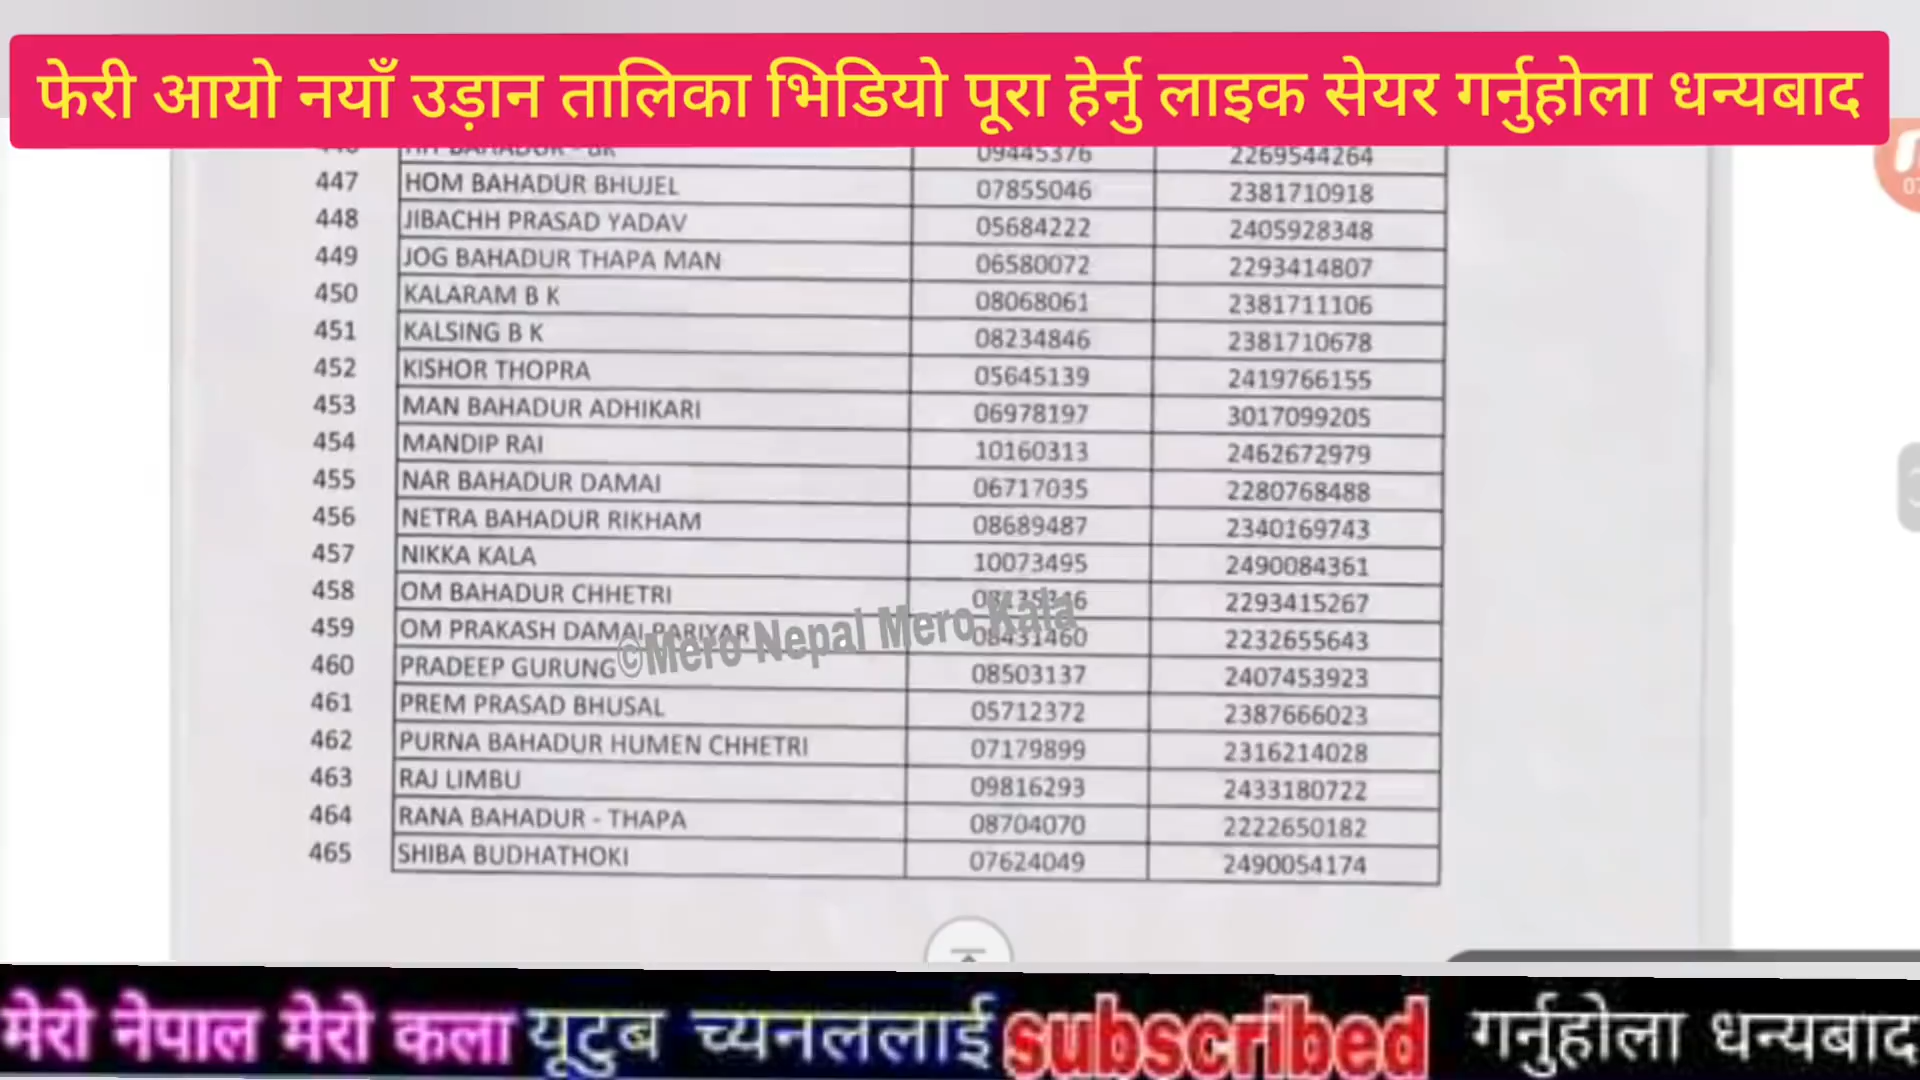 फेरी आयो नयाँ उड़ान तालिका भिडियो पूरा हेर्नु लाइक सेयर गर्नुहोला धन्यबाद
09445376 2269544264
447 HOM BAHADUR BHUJEL 07855046 2381710918
448 JIBACHH PRASAD YADAV 05684222 2405928348
449 JOG BAHADUR THAPA MAN 06580072 2293414807
450 KALARAM B K 08068061 2381711106
451 KALSING B K 08234846 2381710678
452 KISHOR THOPRA 05645139 2419766155
453 MAN BAHADUR ADHIKARI 06978197 3017099205
454 MANDIP RAI 10160313 2462672979
455 NAR BAHADUR DAMAI 06717035 2280768488
456 NETRA BAHADUR RIKHAM 08689487 2340169743
457 NIKKA KALA 10073495 2490084361
458 OM BAHADUR CHHETRI 2293415267
459 OM PRAKASH DAMAI PARIYAR 08431460 2232655643
©Mero Nepal Mero Kala
460 PRADEEP GURUNG 08503137 2407453923
461 PREM PRASAD BHUSAL 05712372 2387666023
462 PURNA BAHADUR HUMEN CHHETRI 07179899 2316214028
463 RAJ LIMBU 09816293 2433180722
464 RANA BAHADUR - THAPA 08704070 2222650182
465 SHIBA BUDHATHOKI 07624049 2490054174
मेरो नेपाल मेरो कला यूटुब च्यनललाई subscribed गर्नुहोला धन्यबाद